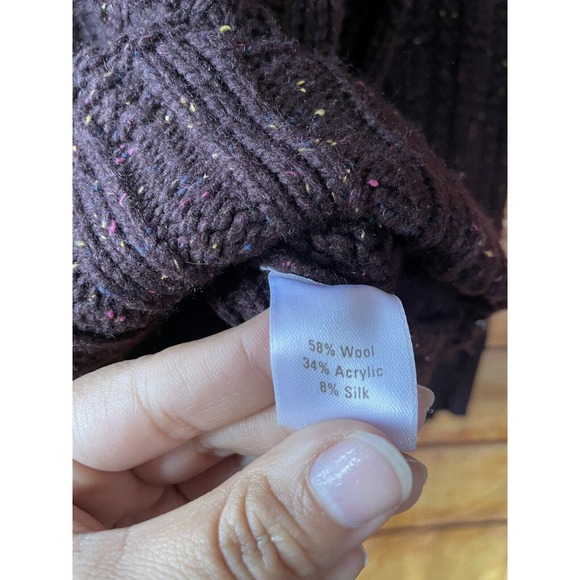 58% Wool
34% Acrylic
8% Silk